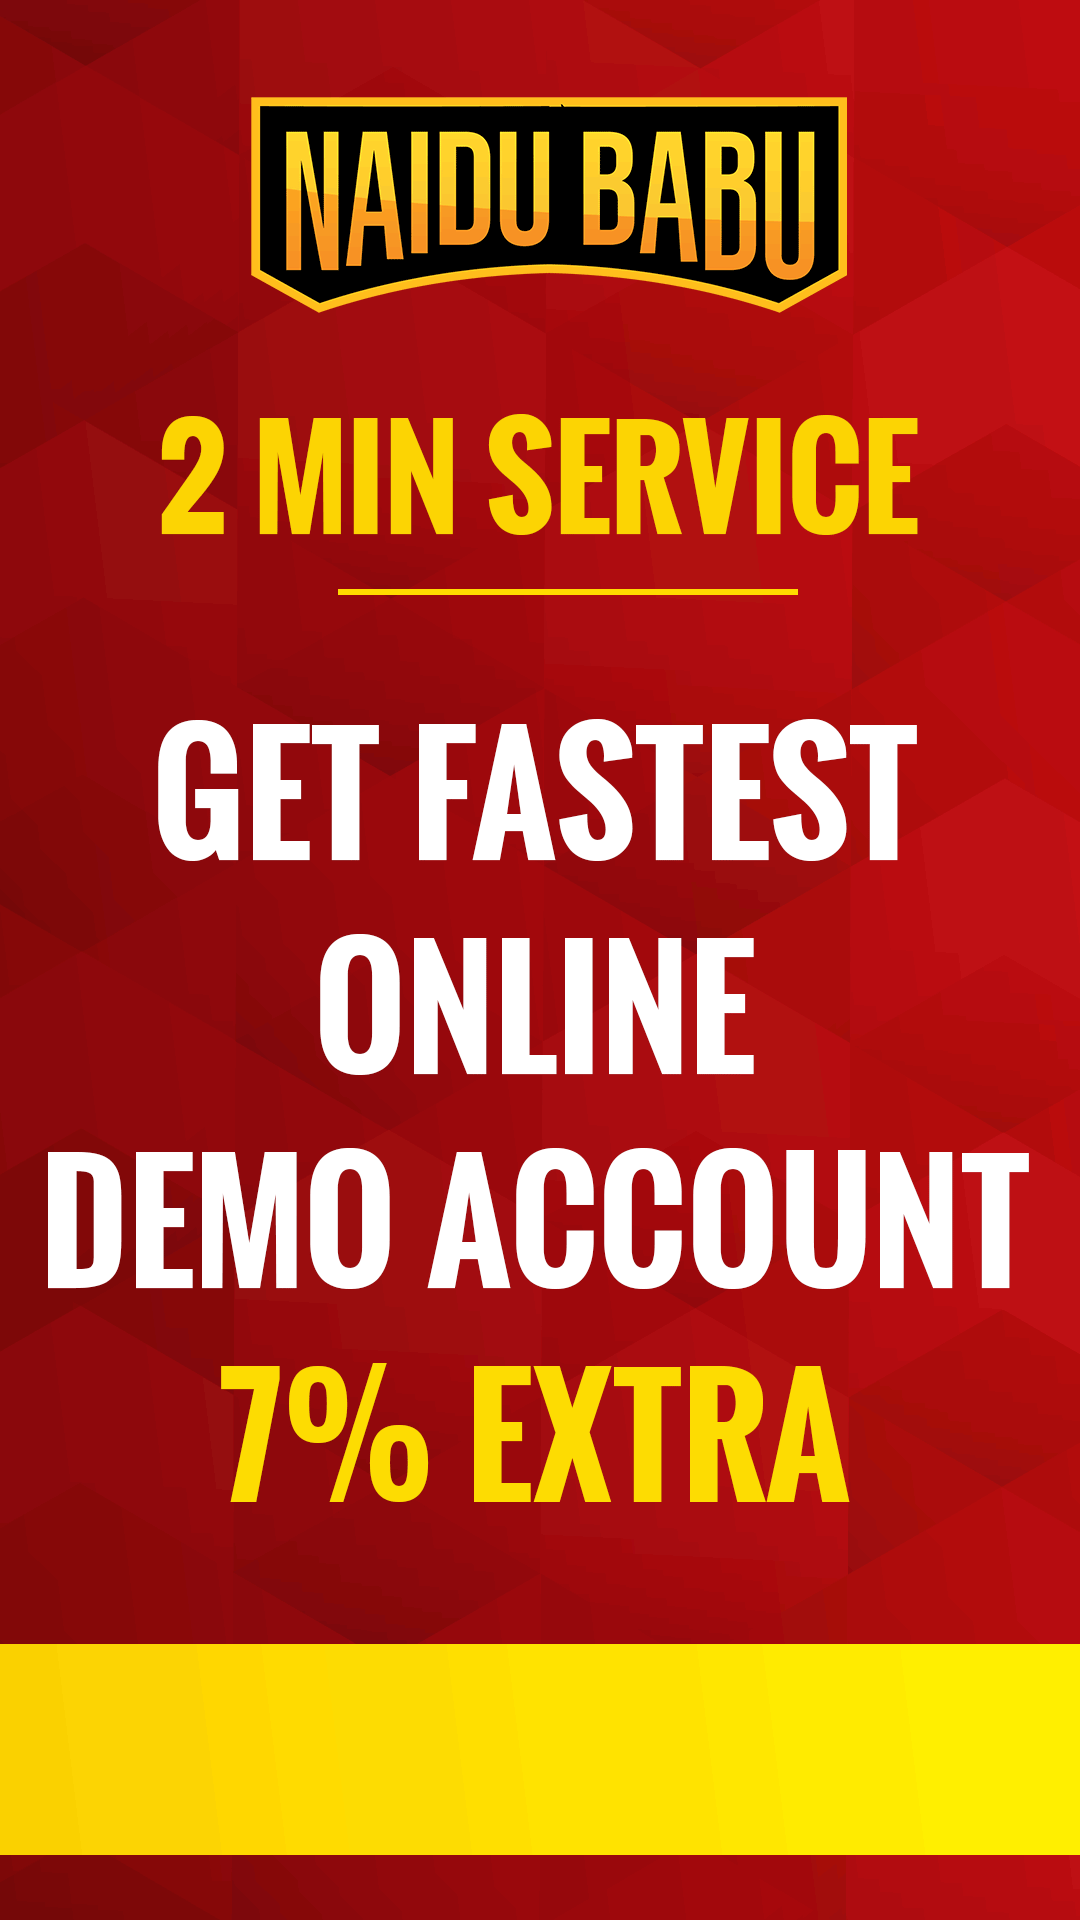 NAIDU BABU
2 MIN SERVICE
GET FASTEST
ONLINE
DEMO ACCOUNT
7% EXTRA